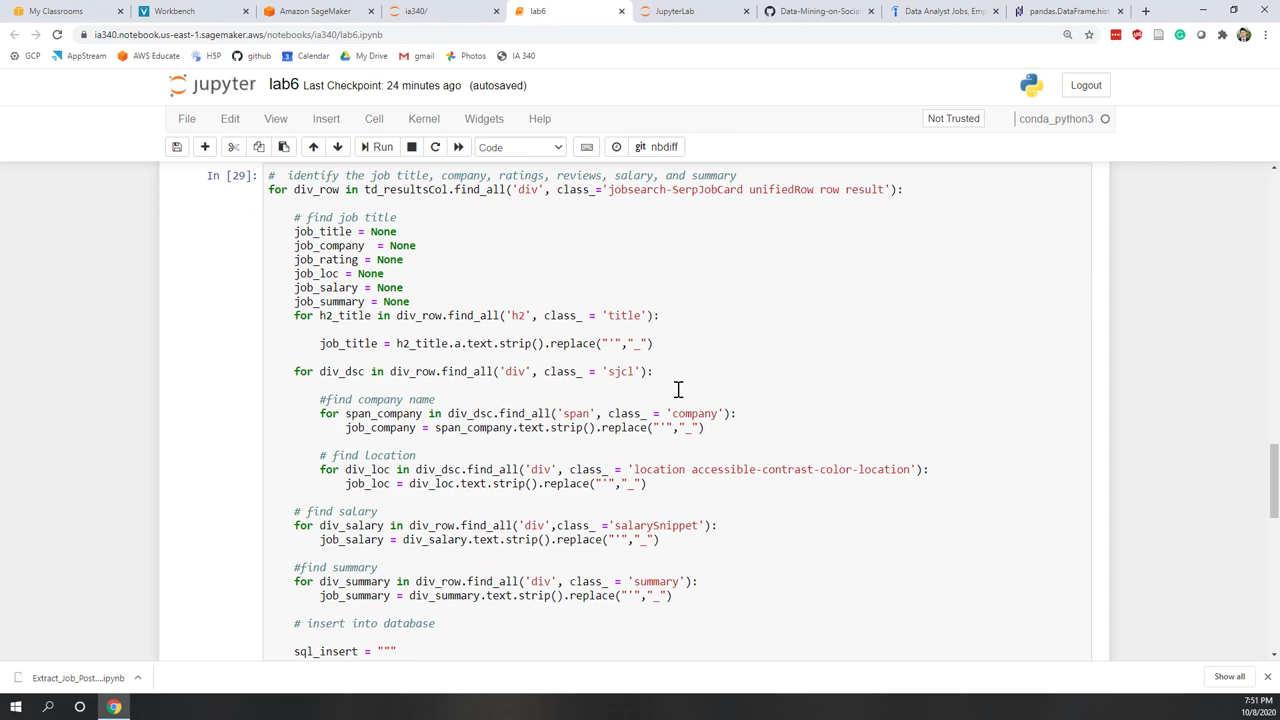 My Classrooms
Workbench
Amazon SageMaker
ia340/
lab6
JupyterLab
Data-Mining-on-Social
Data Analyst Jobs, Emp
pandas.DataFrame.hist
ia340.notebook.us-east-1.sagemaker.aws/notebooks/ia340/lab6.ipynb
GCP AppStream AWS Educate H5P github Calendar My Drive gmail Photos IA 340
jupyter lab6 Last Checkpoint: 24 minutes ago (autosaved) Logout
File Edit View Insert Cell Kernel Widgets Help Not Trusted conda_python3
Run Code git nbdiff
In [29]: # identify the job title, company, ratings, reviews, salary, and summary
for div_row in td_resultsCol.find_all('div', class_='jobsearch-SerpJobCard unifiedRow row result'):
# find job title
job_title = None
job_company  = None
job_rating = None
job_loc = None
job_salary = None
job_summary = None
for h2_title in div_row.find_all('h2', class_ = 'title'):
job_title = h2_title.a.text.strip().replace("'","_")
for div_dsc in div_row.find_all('div', class_ = 'sjcl'):
#find company name
for span_company in div_dsc.find_all('span', class_ = 'company'):
job_company = span_company.text.strip().replace("'","_")
# find location
for div_loc in div_dsc.find_all('div', class_ = 'location accessible-contrast-color-location'):
job_loc = div_loc.text.strip().replace("'","_")
# find salary
for div_salary in div_row.find_all('div',class_ ='salarySnippet'):
job_salary = div_salary.text.strip().replace("'","_")
#find summary
for div_summary in div_row.find_all('div', class_ = 'summary'):
job_summary = div_summary.text.strip().replace("'","_")
# insert into database
sql_insert = """
Extract_Job_Post....ipynb
Show all
7:51 PM
10/8/2020